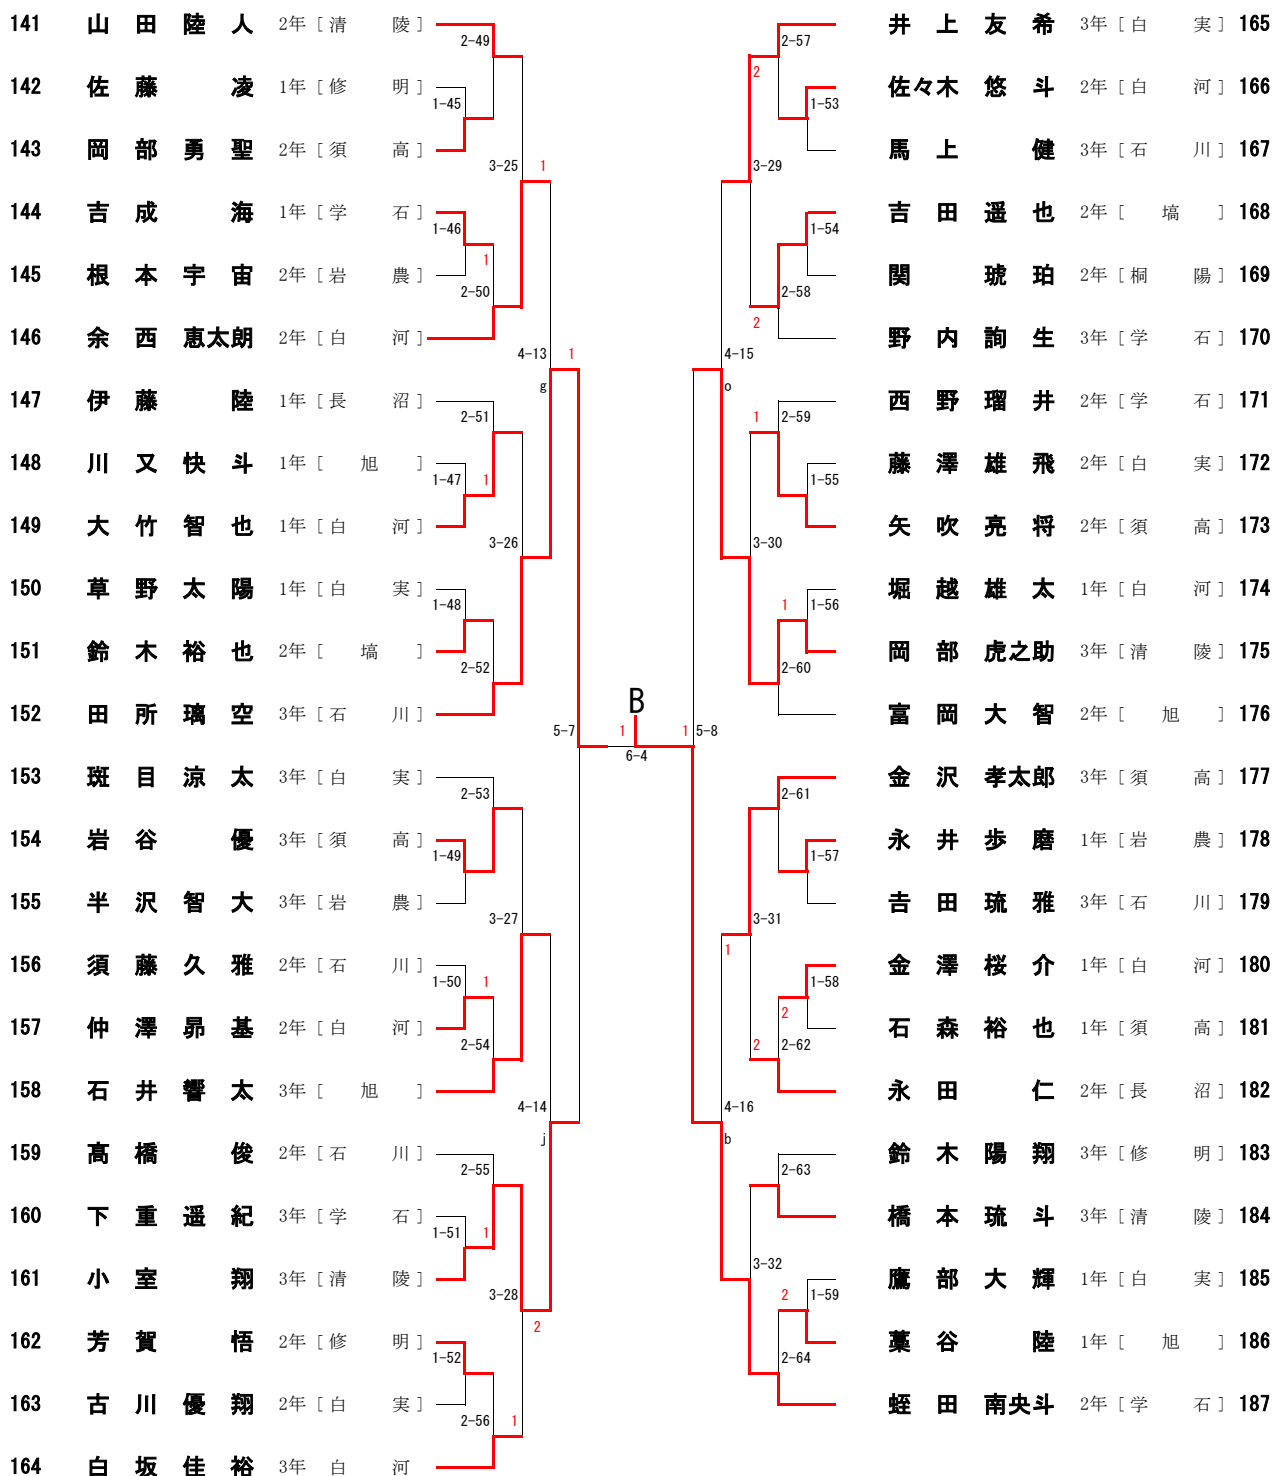 141 山田陸人 2年 [清陵]
2-49
142 佐藤凌 1年 [修明]
1-45
143 岡部勇聖 2年 [須高]
3-25 1
144 吉成海 1年 [学石]
1-46
1
145 根本宇宙 2年 [岩農]
2-50
146 余西恵太朗 2年 [白河]
4-13 1
g
147 伊藤陸 1年 [長沼]
2-51
148 川又快斗 1年 [旭]
1-47 1
149 大竹智也 1年 [白河]
3-26
150 草野太陽 1年 [白実]
1-48
151 鈴木裕也 2年 [塙]
2-52
152 田所璃空 3年 [石川]
5-7
153 斑目涼太 3年 [白実]
2-53
154 岩谷優 3年 [須高]
1-49
155 半沢智大 3年 [岩農]
3-27
156 須藤久雅 2年 [石川]
1-50 1
157 仲澤昴基 2年 [白河]
2-54
158 石井響太 3年 [旭]
4-14
j
159 髙橋俊 2年 [石川]
2-55
160 下重遥紀 3年 [学石]
1-51 1
161 小室翔 3年 [清陵]
3-28
2
162 芳賀悟 2年 [修明]
1-52
163 古川優翔 2年 [白実]
2-56 1
164 白坂佳裕 3年 白河
B
1 1
6-4
井上友希 3年 [白実] 165
2-57
2
佐々木悠斗 2年 [白河] 166
1-53
馬上健 3年 [石川] 167
3-29
吉田遥也 2年 [塙] 168
1-54
関琥珀 2年 [桐陽] 169
2-58
2
野内詢生 3年 [学石] 170
4-15
o
西野瑠井 2年 [学石] 171
1 2-59
藤澤雄飛 2年 [白実] 172
1-55
矢吹亮将 2年 [須高] 173
3-30
堀越雄太 1年 [白河] 174
1 1-56
岡部虎之助 3年 [清陵] 175
2-60
富岡大智 2年 [旭] 176
5-8
金沢孝太郎 3年 [須高] 177
2-61
永井歩磨 1年 [岩農] 178
1-57
吉田琉雅 3年 [石川] 179
3-31
1
金澤桜介 1年 [白河] 180
1-58
2
石森裕也 1年 [須高] 181
2 2-62
永田仁 2年 [長沼] 182
4-16
b
鈴木陽翔 3年 [修明] 183
2-63
橋本琉斗 3年 [清陵] 184
3-32
鷹部大輝 1年 [白実] 185
2 1-59
藁谷陸 1年 [旭] 186
2-64
蛭田南央斗 2年 [学石] 187